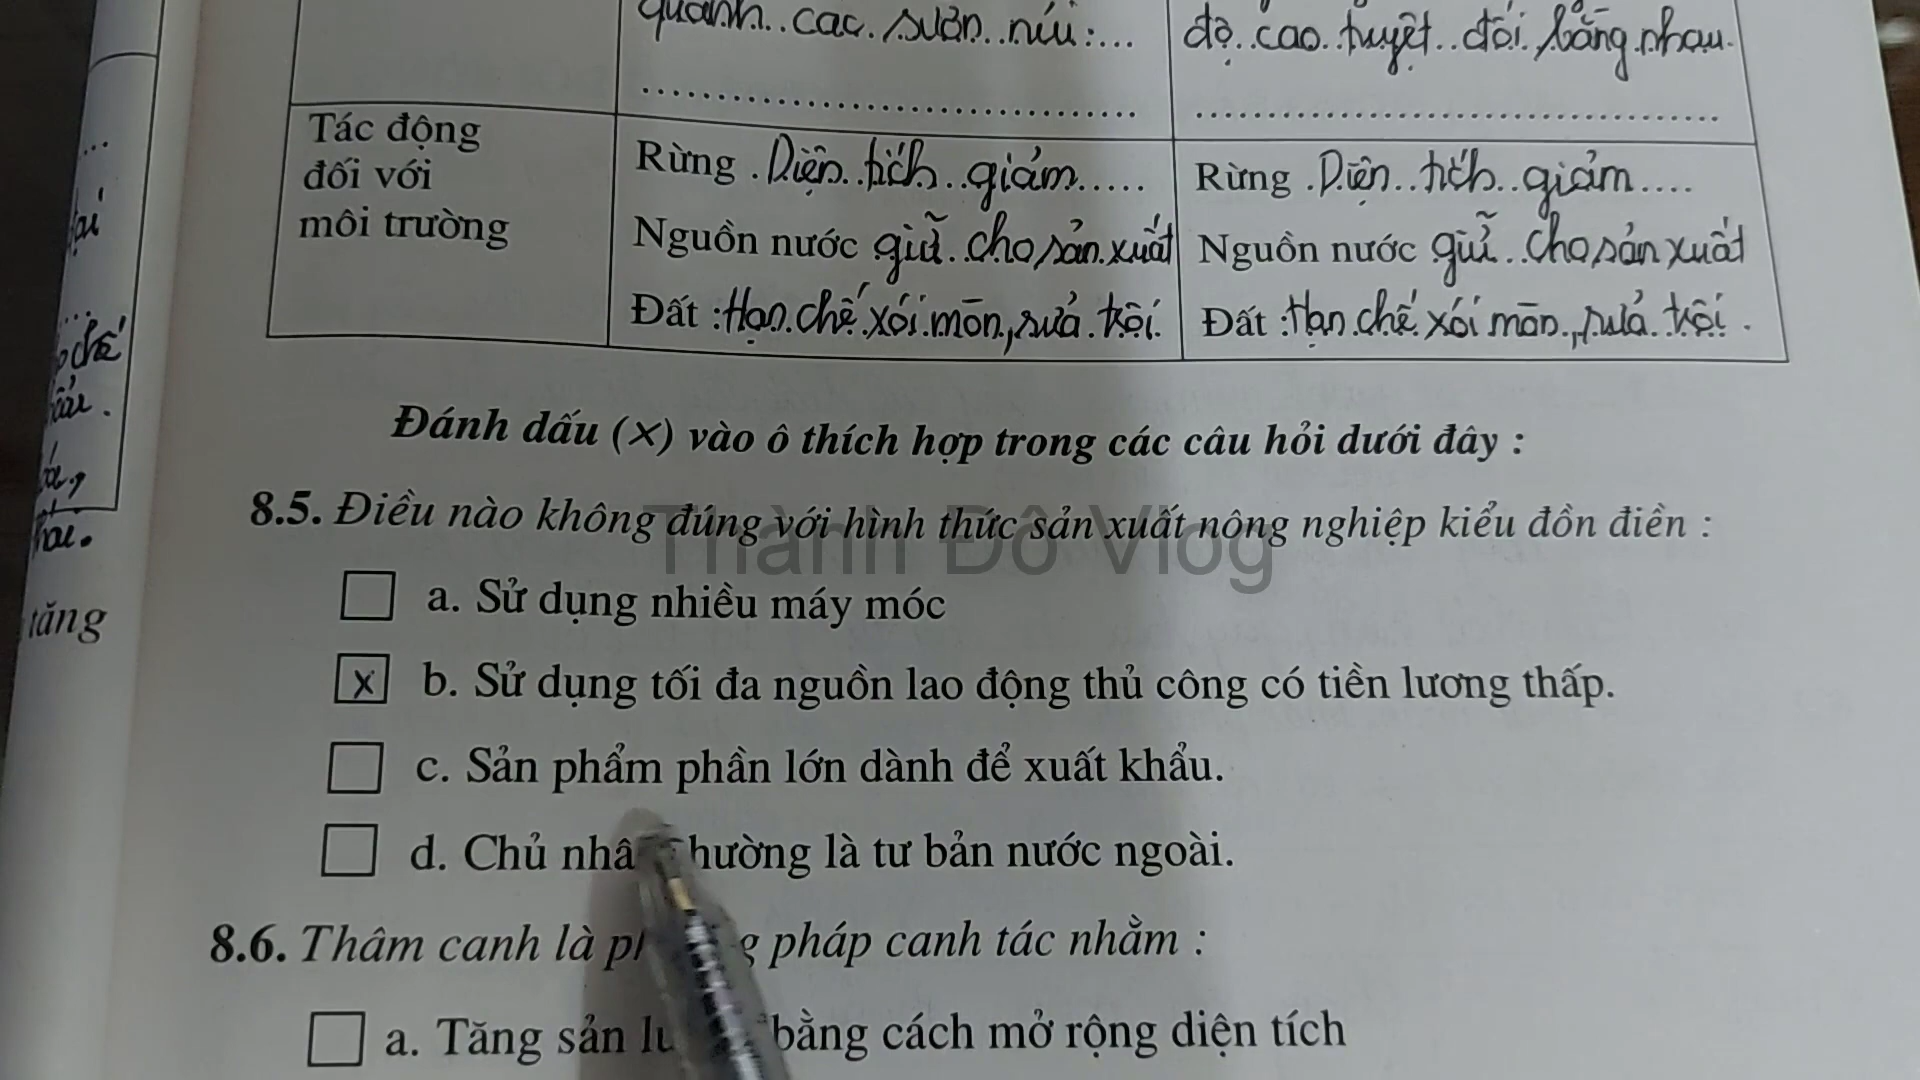 quanh..các.sườn..núi:...
độ..cao..tuyệt..đối.bằng.nhau.
Tác động
đối với
môi trường
Rừng .Diện..tích..giảm.....
Nguồn nước giữ..cho sản.xuất
Đất :Hạn.chế.xói.mòn.,rửa.trôi.
Rừng .Diện..tích..giảm....
Nguồn nước giữ..cho sản xuất
Đất :Hạn.chế.xói mòn.,rửa.trôi.
tăng
Đánh dấu (×) vào ô thích hợp trong các câu hỏi dưới đây :
8.5. Điều nào không đúng với hình thức sản xuất nông nghiệp kiểu đồn điền :
Thành Đô Vlog
a. Sử dụng nhiều máy móc
x b. Sử dụng tối đa nguồn lao động thủ công có tiền lương thấp.
c. Sản phẩm phần lớn dành để xuất khẩu.
d. Chủ là tư bản nước ngoài.
8.6. Thâm canh là pháp canh tác nhằm :
a. Tăng sản bằng cách mở rộng diện tích